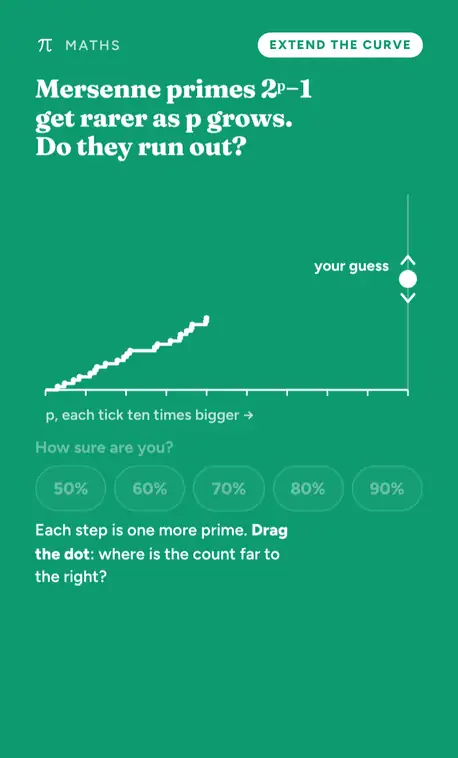 π MATHS
EXTEND THE CURVE
Mersenne primes 2ᵖ−1
get rarer as p grows.
Do they run out?
your guess
p, each tick ten times bigger →
How sure are you?
50% 60% 70% 80% 90%
Each step is one more prime. Drag
the dot: where is the count far to
the right?